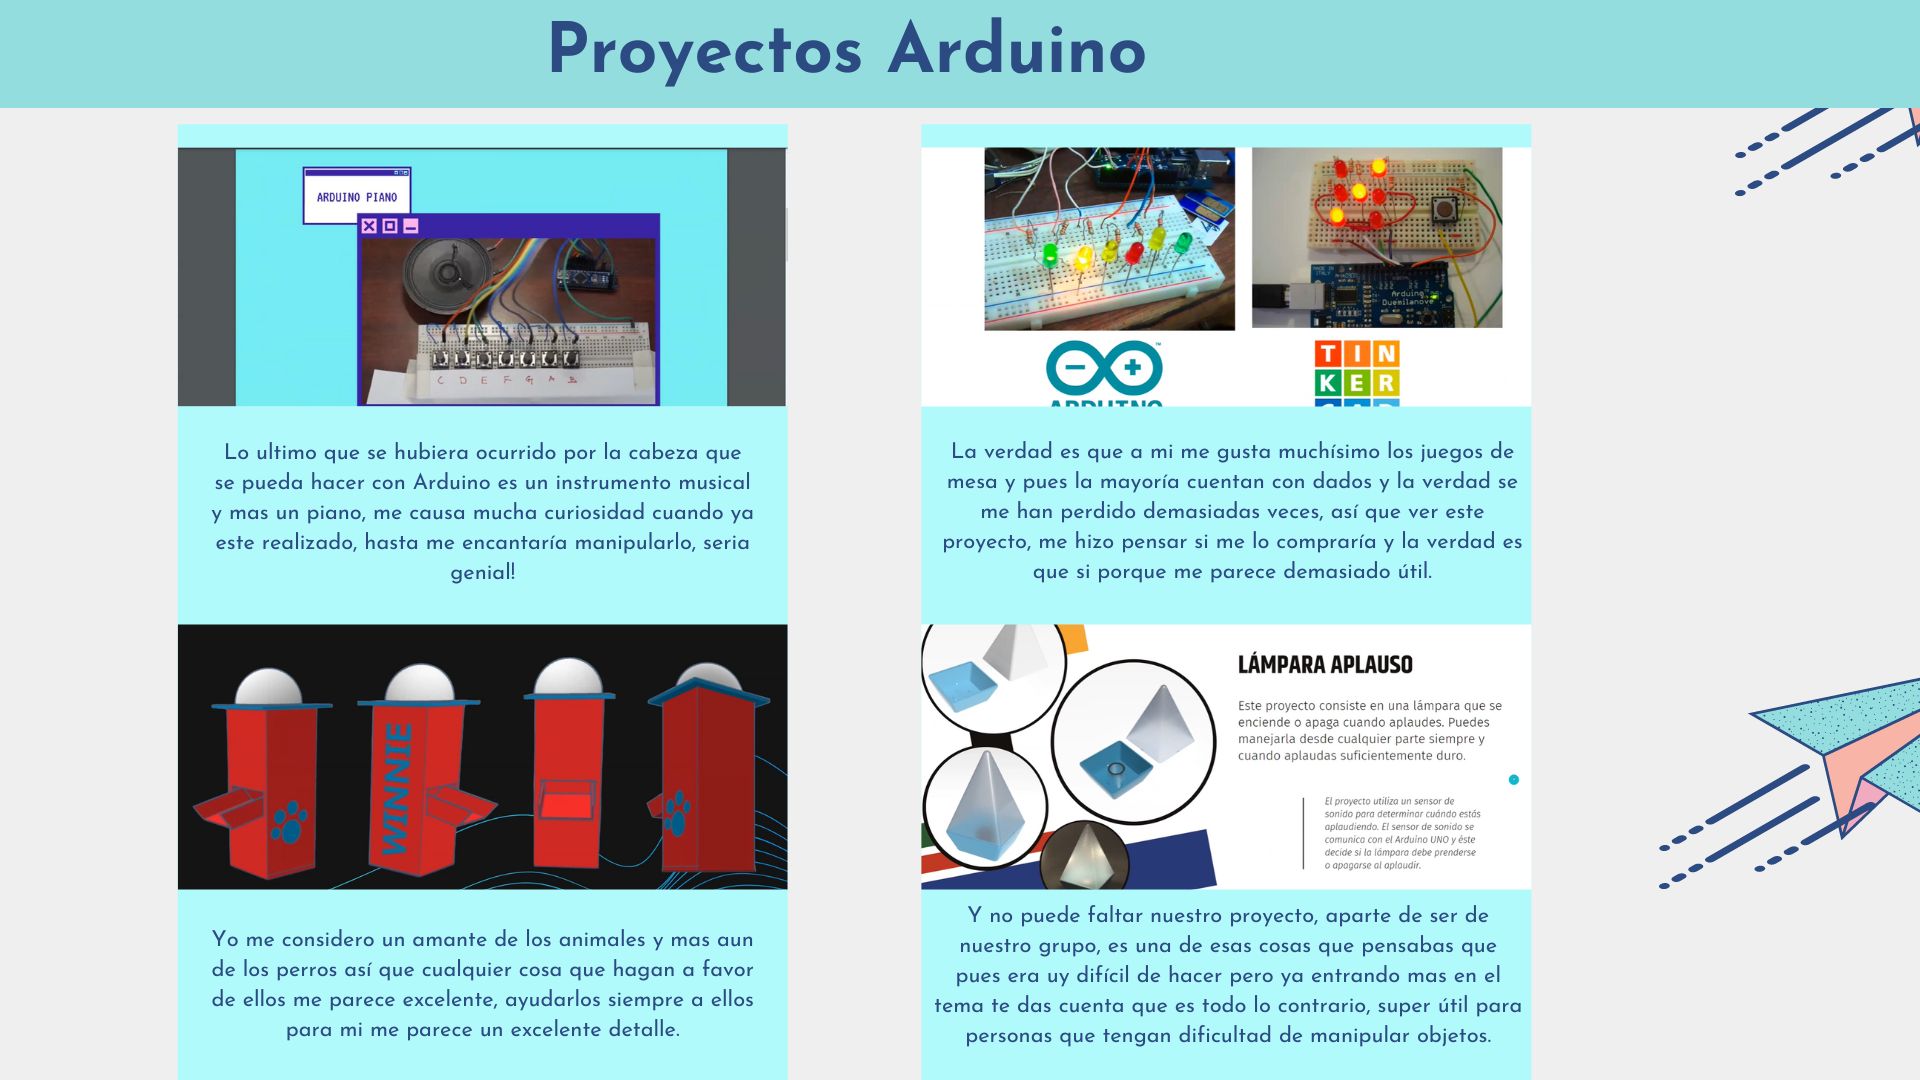 Proyectos Arduino
ARDUINO PIANO
C D E F G A B
Lo ultimo que se hubiera ocurrido por la cabeza que
se pueda hacer con Arduino es un instrumento musical
y mas un piano, me causa mucha curiosidad cuando ya
este realizado, hasta me encantaría manipularlo, seria
genial!
MADE IN
ITALY
Arduino
Duemilanove
ARDUINO
TIN
KER
CAD
La verdad es que a mi me gusta muchísimo los juegos de
mesa y pues la mayoría cuentan con dados y la verdad se
me han perdido demasiadas veces, así que ver este
proyecto, me hizo pensar si me lo compraría y la verdad es
que si porque me parece demasiado útil.
WINNIE
Yo me considero un amante de los animales y mas aun
de los perros así que cualquier cosa que hagan a favor
de ellos me parece excelente, ayudarlos siempre a ellos
para mi me parece un excelente detalle.
LÁMPARA APLAUSO
Este proyecto consiste en una lámpara que se
enciende o apaga cuando aplaudes. Puedes
manejarla desde cualquier parte siempre y
cuando aplaudas suficientemente duro.
El proyecto utiliza un sensor de
sonido para determinar cuándo estás
aplaudiendo. El sensor de sonido se
comunica con el Arduino UNO y éste
decide si la lámpara debe prenderse
o apagarse al aplaudir.
Y no puede faltar nuestro proyecto, aparte de ser de
nuestro grupo, es una de esas cosas que pensabas que
pues era uy difícil de hacer pero ya entrando mas en el
tema te das cuenta que es todo lo contrario, super útil para
personas que tengan dificultad de manipular objetos.